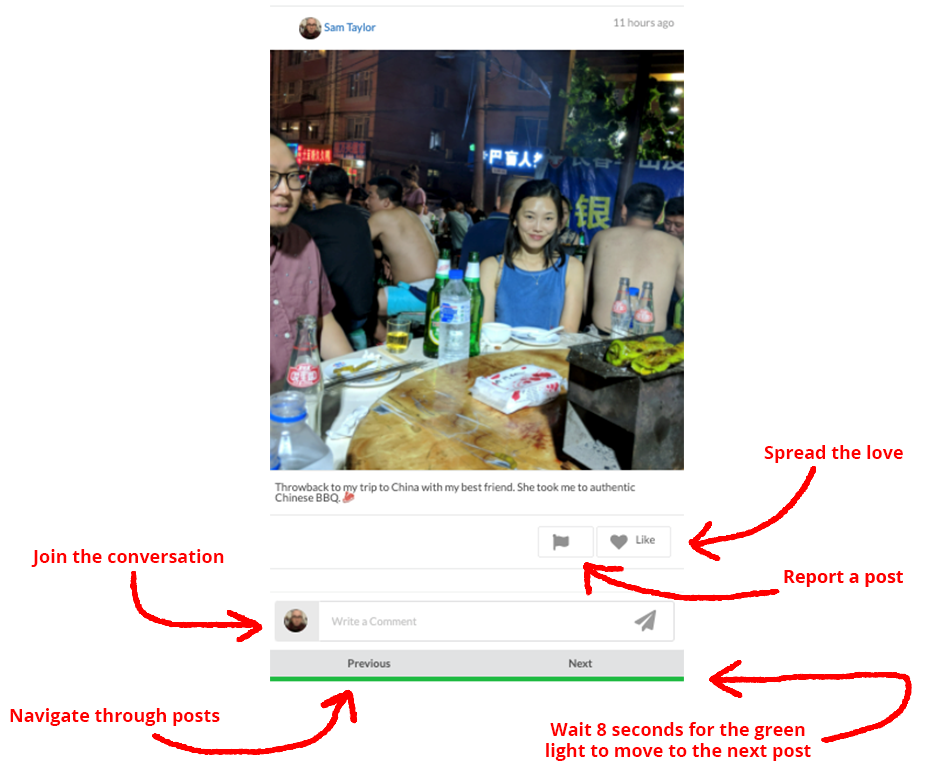 Sam Taylor
11 hours ago
巴盲人
银
Throwback to my trip to China with my best friend. She took me to authentic
Chinese BBQ. 🥩
Spread the love
Like
Join the conversation
Report a post
Write a Comment
Previous
Next
Navigate through posts
Wait 8 seconds for the green
light to move to the next post